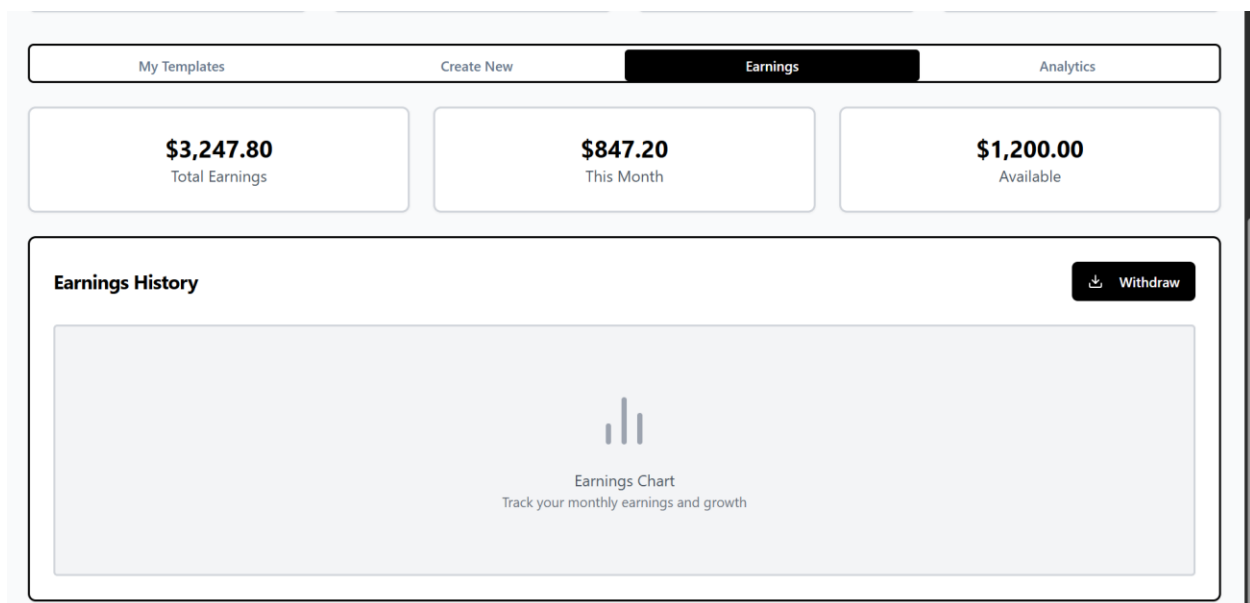 My Templates
Create New
Earnings
Analytics
$3,247.80
Total Earnings
$847.20
This Month
$1,200.00
Available
Earnings History
Withdraw
Earnings Chart
Track your monthly earnings and growth